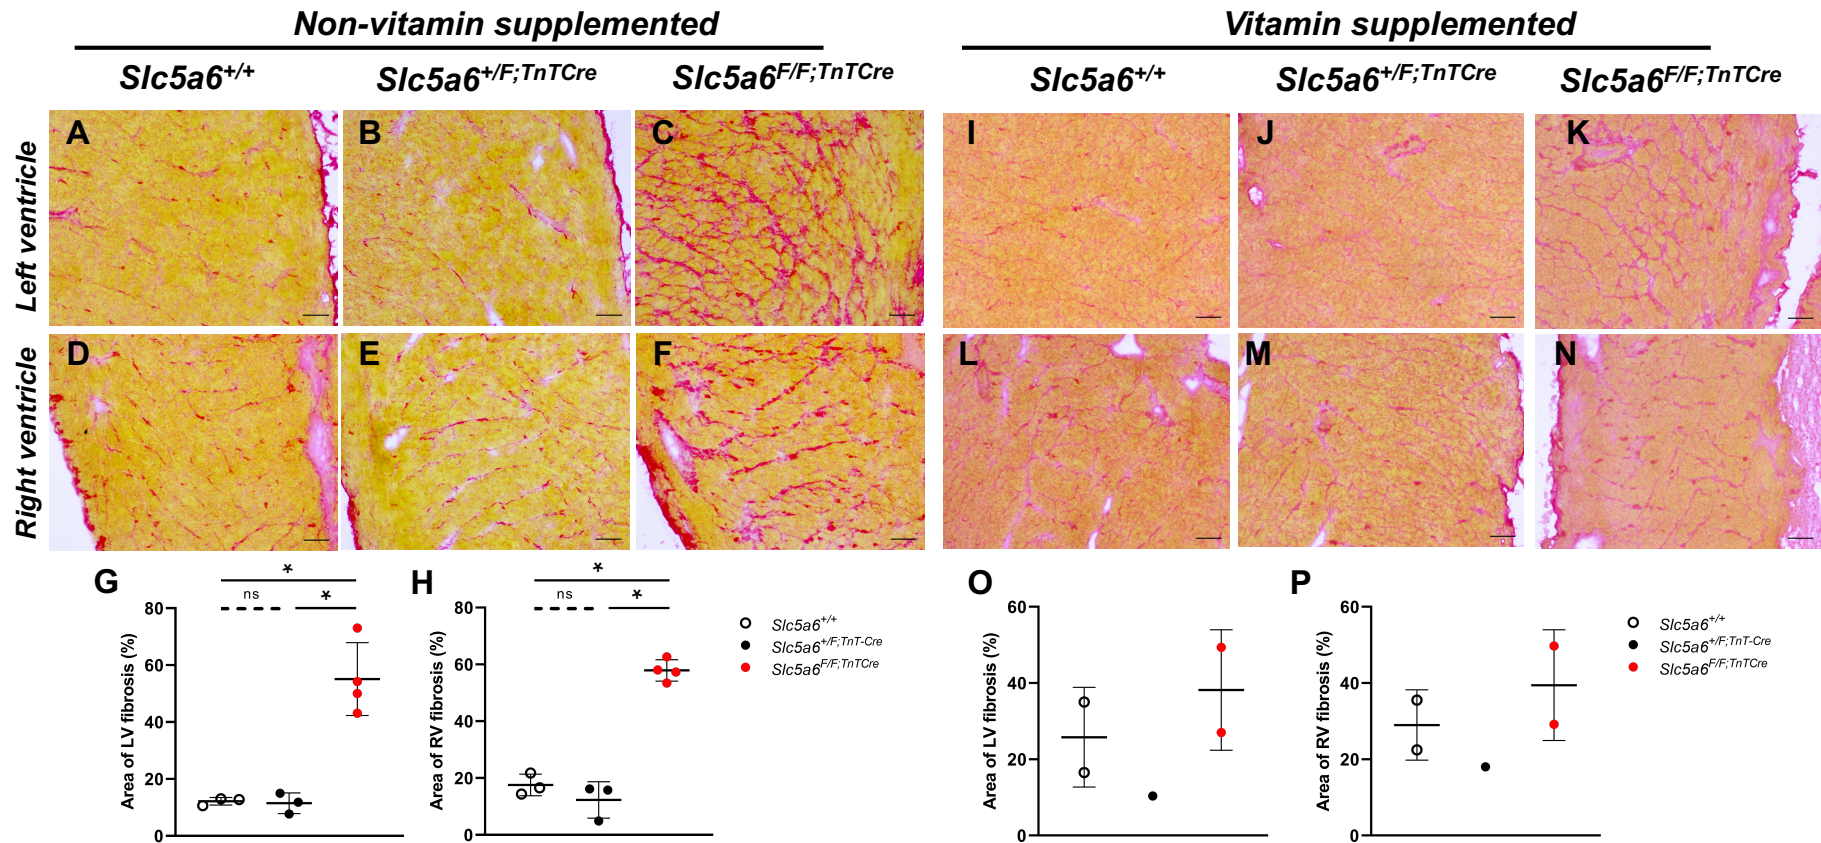 Non-vitamin supplemented
Vitamin supplemented
Slc5a6+/+
Slc5a6+/F;TnTCre
Slc5a6F/F;TnTCre
Slc5a6+/+
Slc5a6+/F;TnTCre
Slc5a6F/F;TnTCre
Left ventricle
A
B
C
I
J
K
Right ventricle
D
E
F
L
M
N
G
*
ns
*
Area of LV fibrosis (%)
80
60
40
20
0
H
*
ns
*
Area of RV fibrosis (%)
80
60
40
20
0
Slc5a6+/+
Slc5a6+/F;TnT-Cre
Slc5a6F/F;TnTCre
O
Area of LV fibrosis (%)
60
40
20
0
P
Area of RV fibrosis (%)
60
40
20
0
Slc5a6+/+
Slc5a6+/F;TnT-Cre
Slc5a6F/F;TnTCre